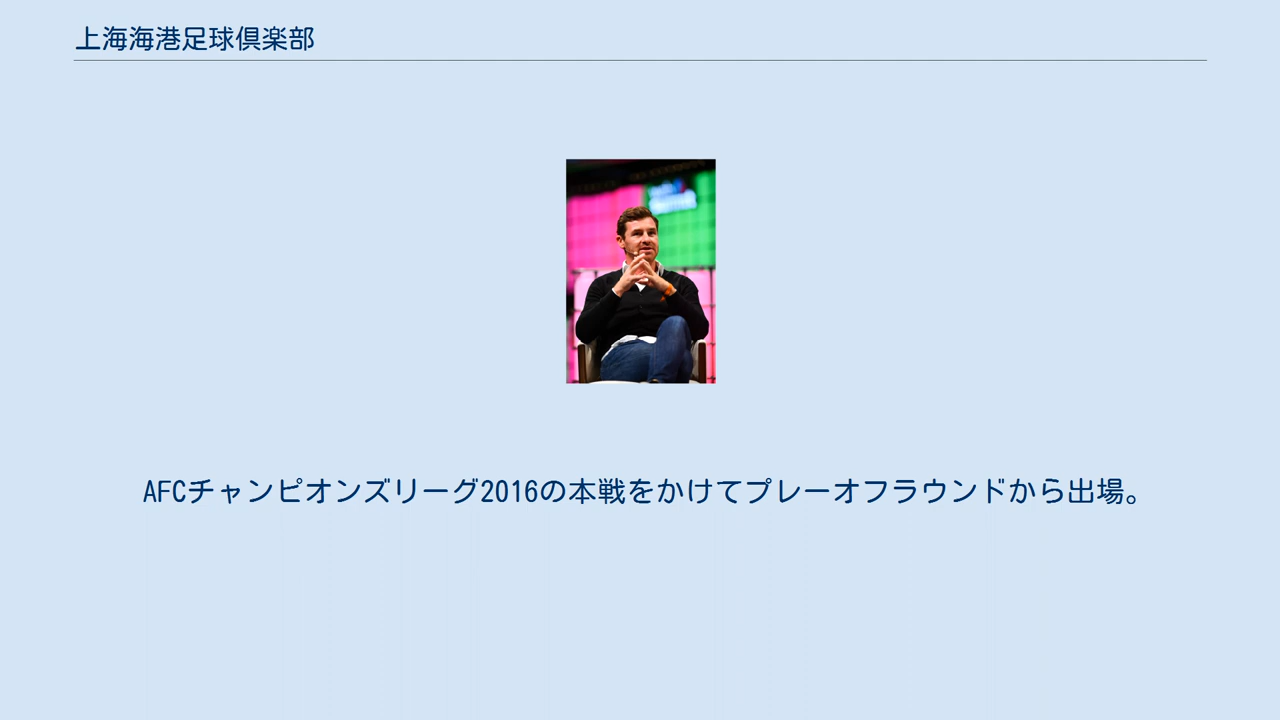 上海海港足球倶楽部
AFCチャンピオンズリーグ2016の本戦をかけてプレーオフラウンドから出場。